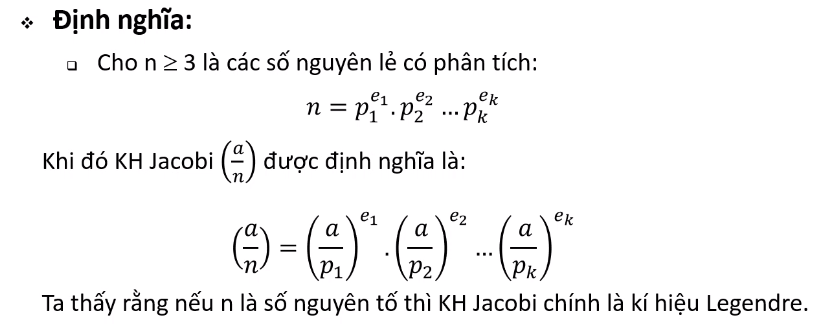 ❖ Định nghĩa:
❑ Cho n ≥ 3 là các số nguyên lẻ có phân tích:
n = p_1^{e_1} . p_2^{e_2} … p_k^{e_k}
Khi đó KH Jacobi (a/n) được định nghĩa là:
(a/n) = (a/p_1)^{e_1} . (a/p_2)^{e_2} … (a/p_k)^{e_k}
Ta thấy rằng nếu n là số nguyên tố thì KH Jacobi chính là kí hiệu Legendre.